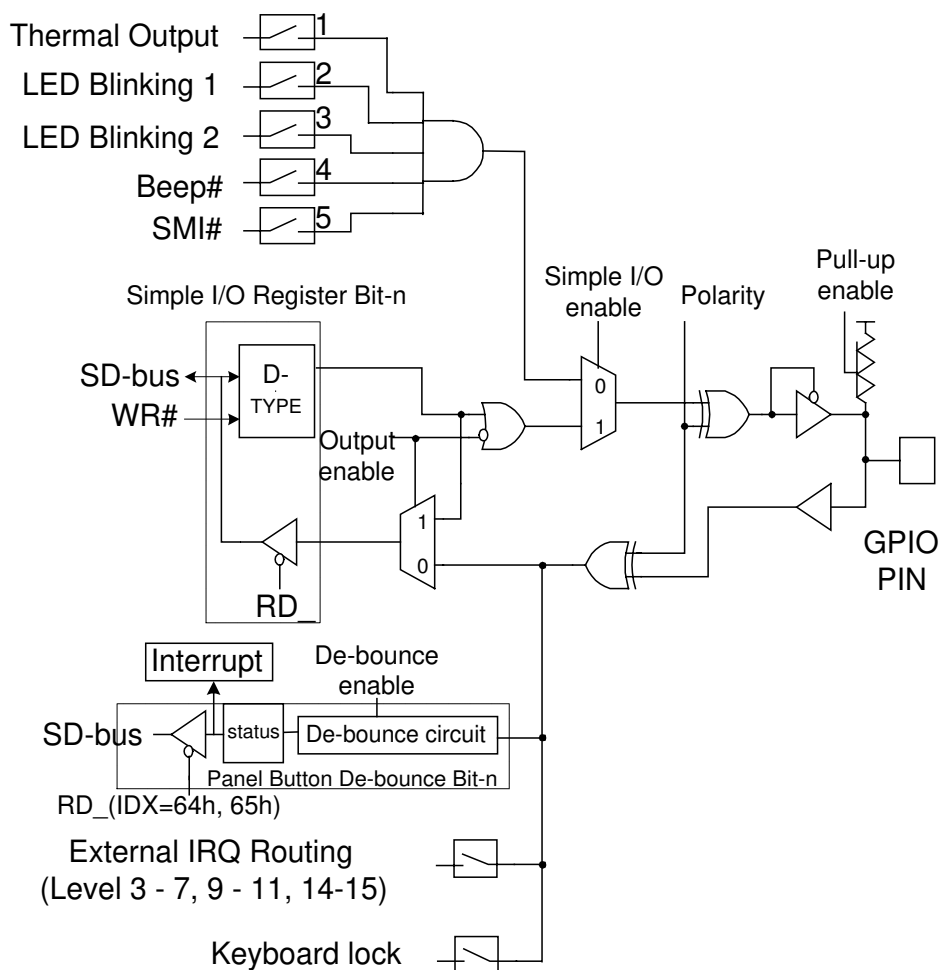 Thermal Output
1
LED Blinking 1
2
LED Blinking 2
3
Beep#
4
SMI#
5
Simple I/O
enable
Polarity
Pull-up
enable
Simple I/O Register Bit-n
SD-bus
WR#
D-
TYPE
0
1
Output
enable
1
0
RD_
GPIO
PIN
Interrupt
De-bounce
enable
SD-bus
status
De-bounce circuit
Panel Button De-bounce Bit-n
RD_(IDX=64h, 65h)
External IRQ Routing
(Level 3 - 7, 9 - 11, 14-15)
Keyboard lock